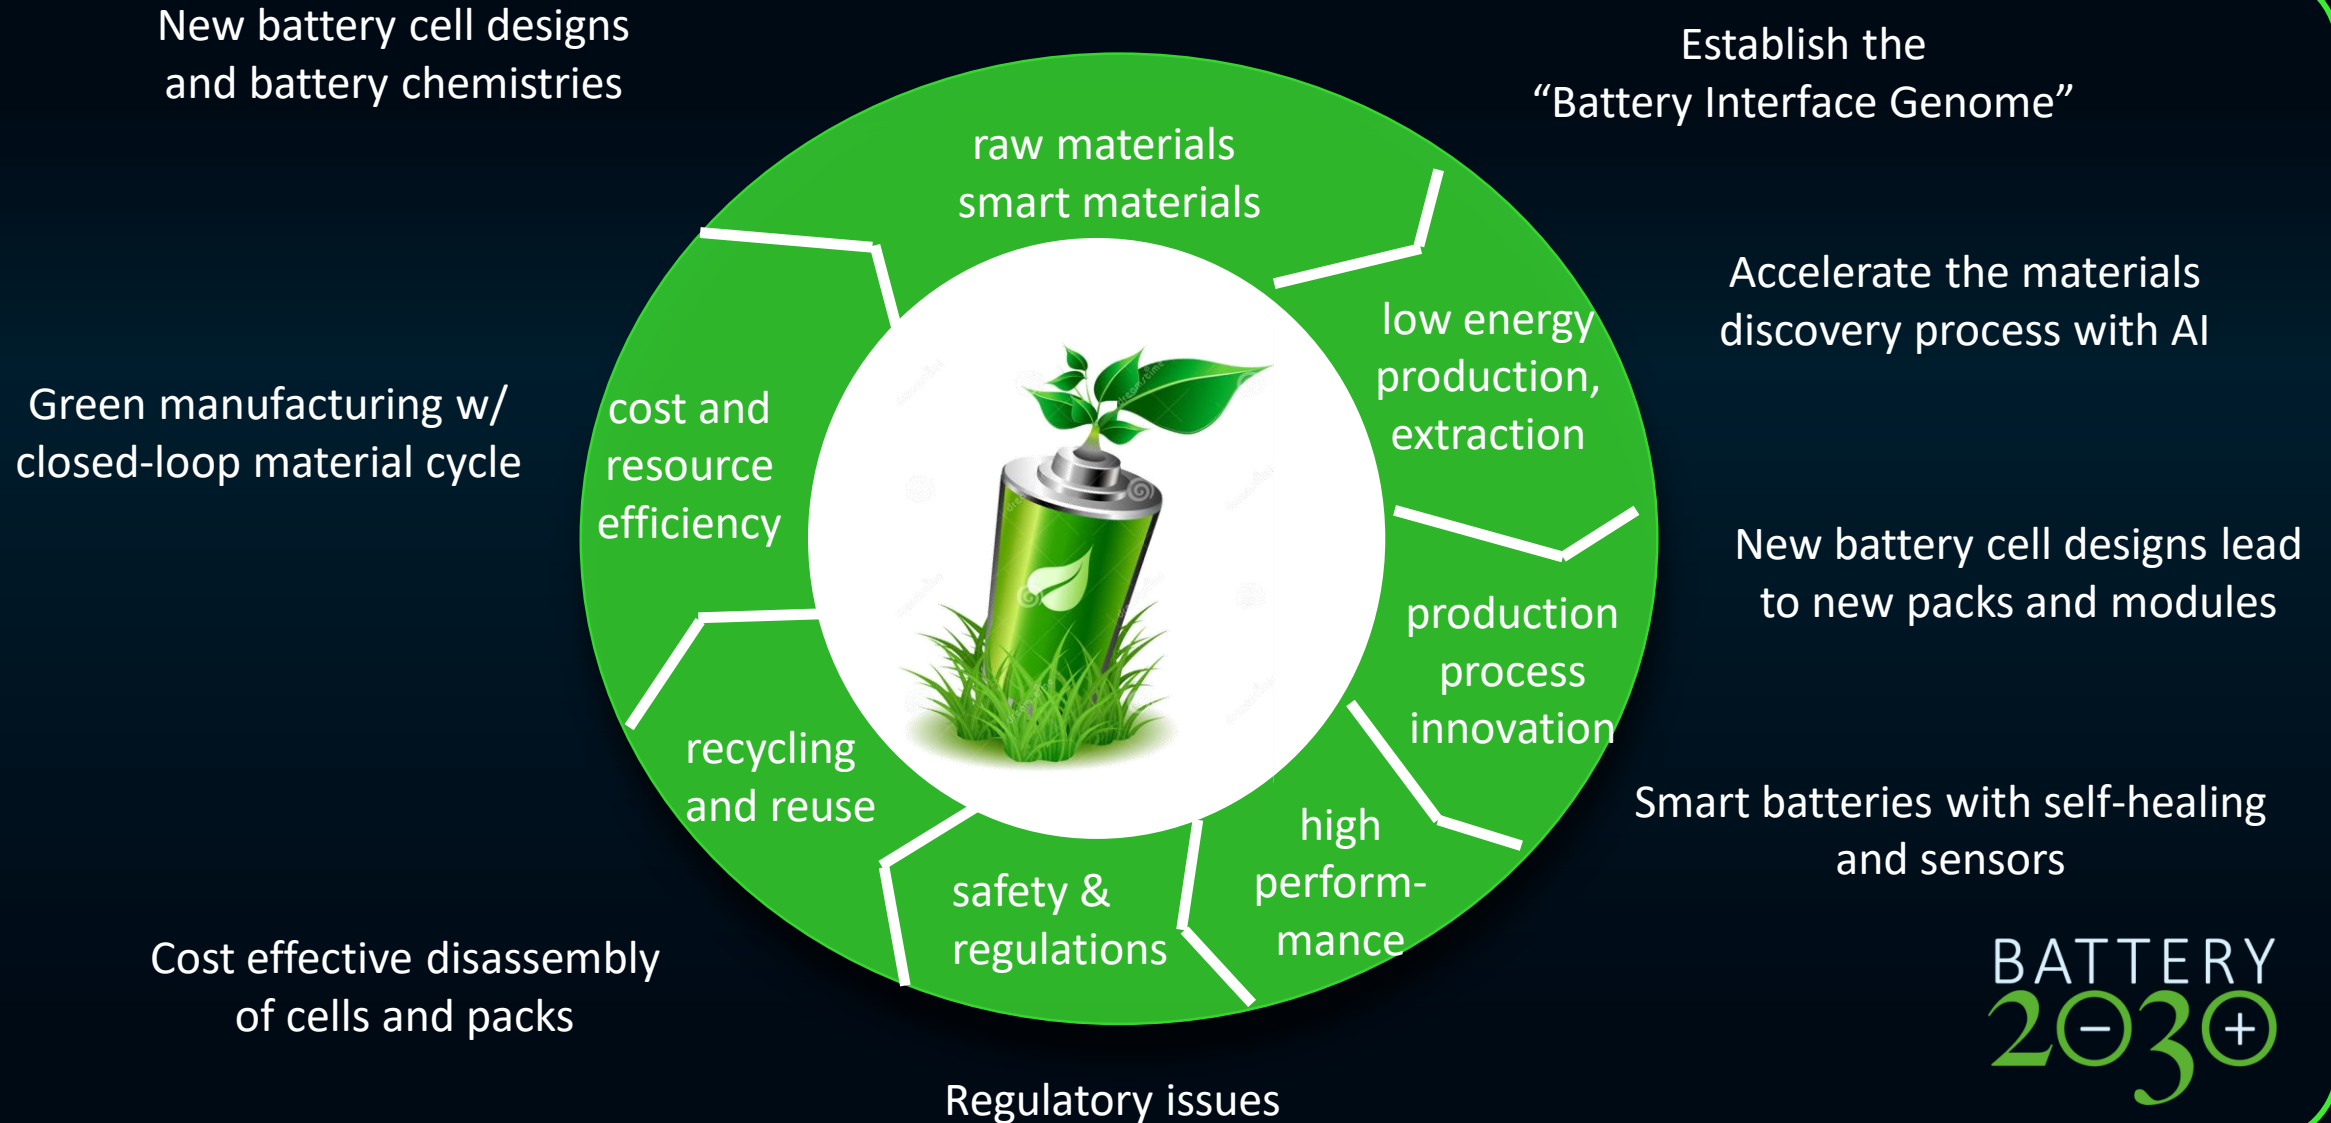 New battery cell designs
and battery chemistries
Establish the
“Battery Interface Genome”
raw materials
smart materials
low energy
production,
extraction
Accelerate the materials
discovery process with AI
Green manufacturing w/
closed-loop material cycle
cost and
resource
efficiency
New battery cell designs lead
to new packs and modules
production
process
innovation
recycling
and reuse
high
perform-
mance
Smart batteries with self-healing
and sensors
safety &
regulations
Cost effective disassembly
of cells and packs
Regulatory issues
BATTERY
2030
dreamstime